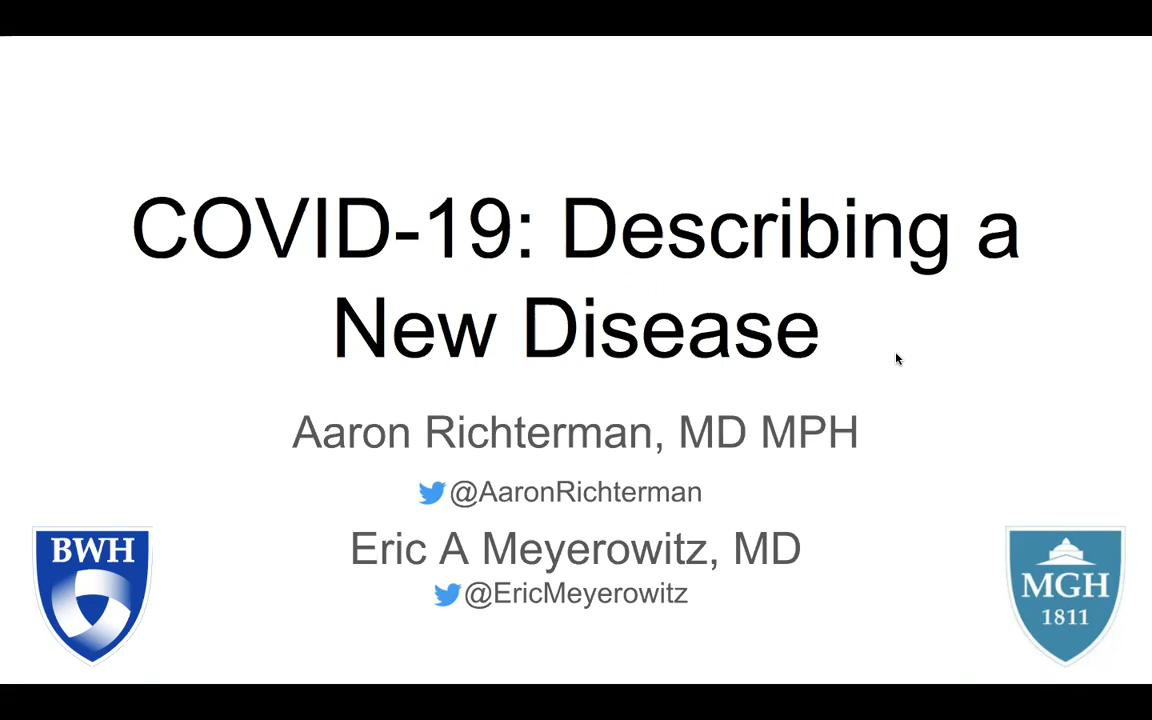 COVID-19: Describing a
New Disease
Aaron Richterman, MD MPH
@AaronRichterman
Eric A Meyerowitz, MD
@EricMeyerowitz
BWH
MGH
1811